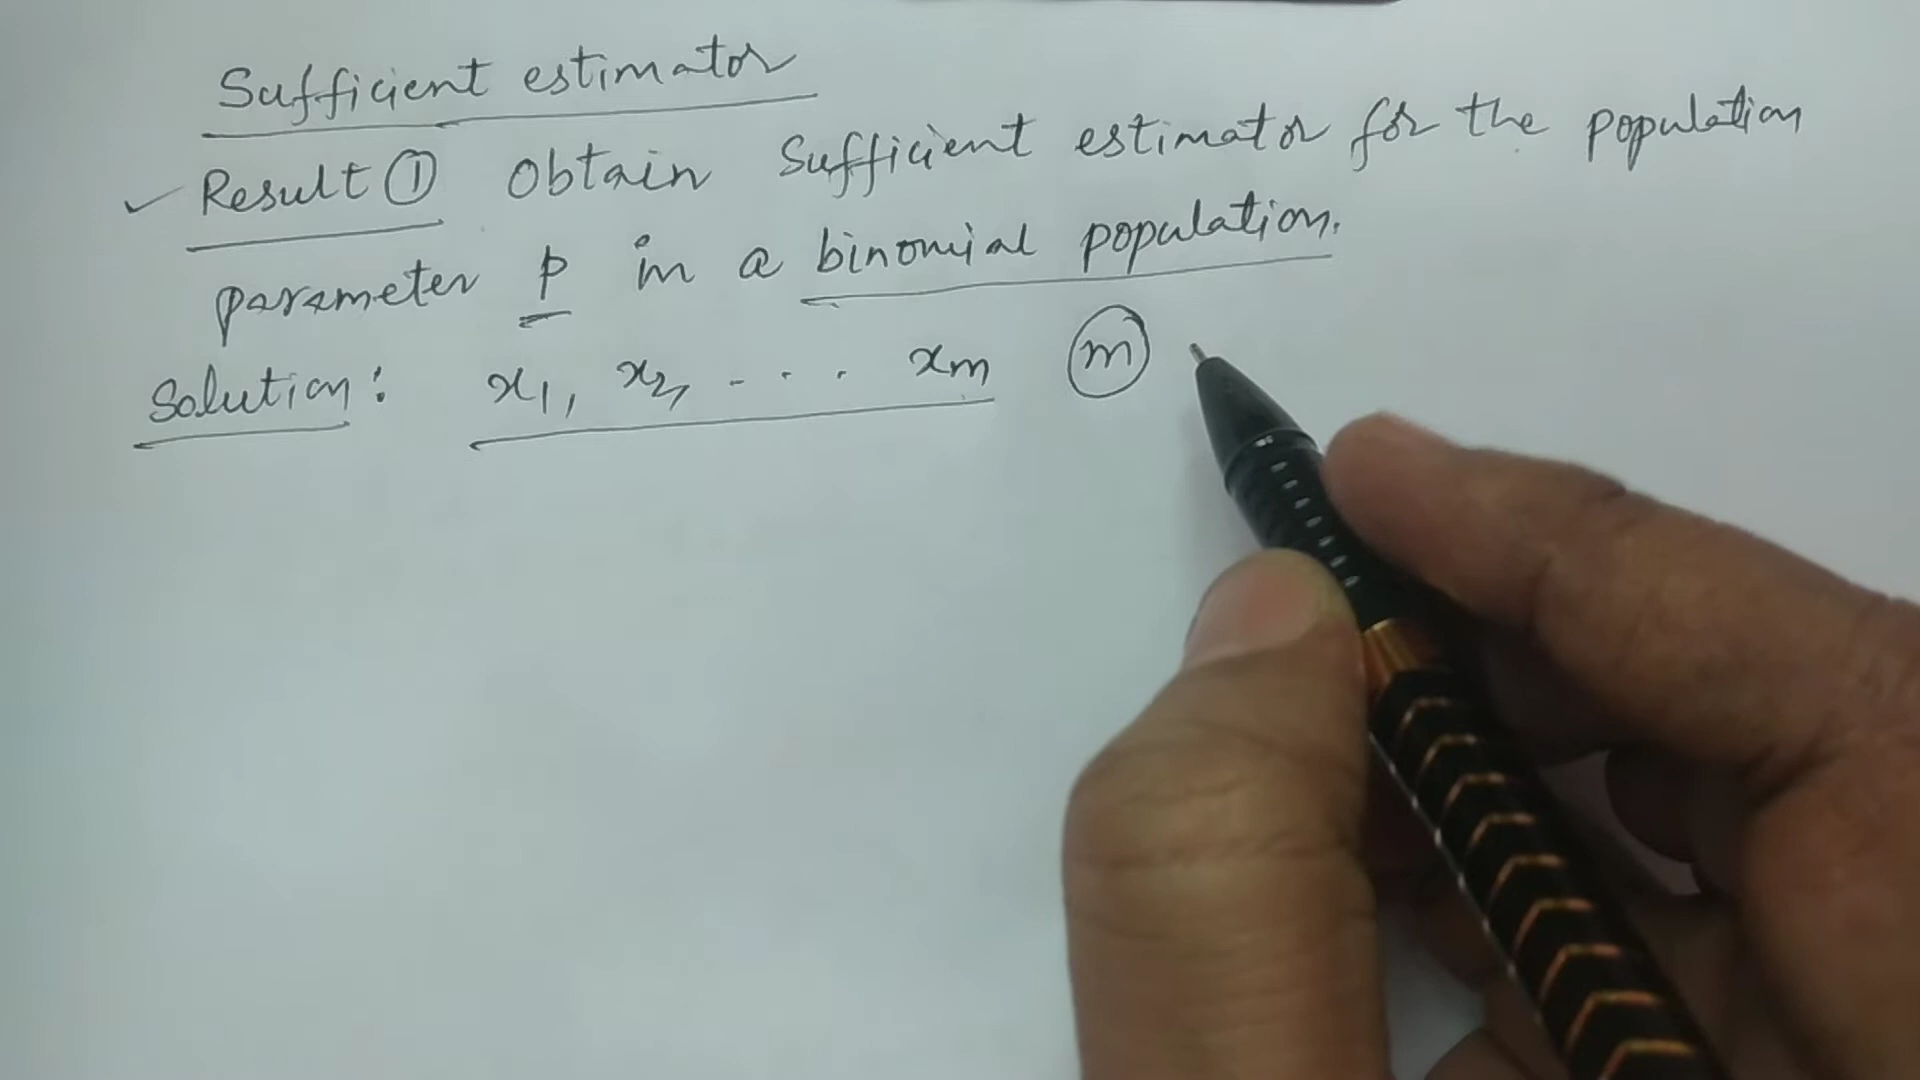 Sufficient estimator
✓ Result ① Obtain Sufficient estimator for the population
parameter p in a binomial population.
Solution: x₁, x₂, - . . . xₘ ⓜ